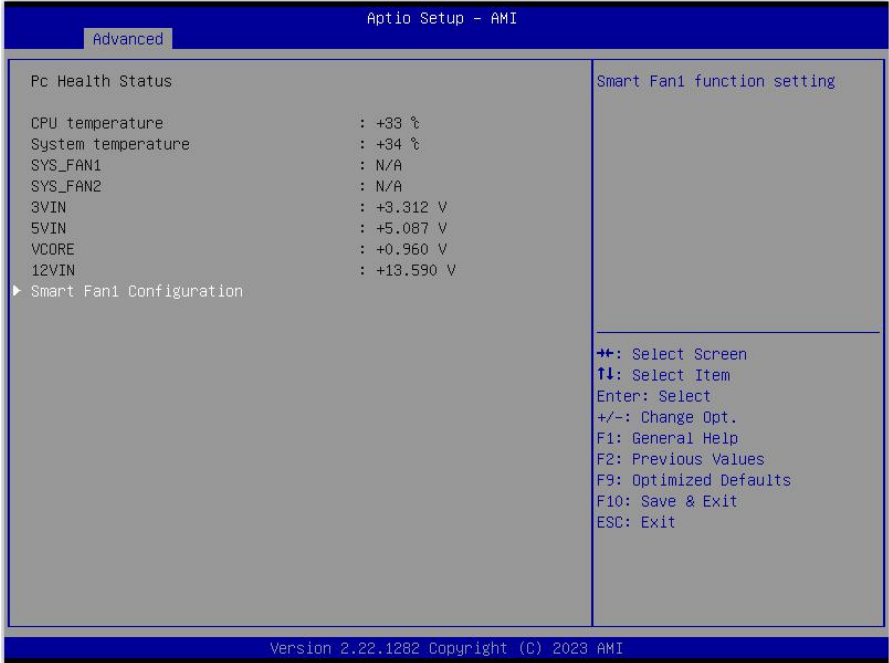 Aptio Setup – AMI
Advanced
Pc Health Status
CPU temperature : +33 ℃
System temperature : +34 ℃
SYS_FAN1 : N/A
SYS_FAN2 : N/A
3VIN : +3.312 V
5VIN : +5.087 V
VCORE : +0.960 V
12VIN : +13.590 V
▶ Smart Fan1 Configuration
Smart Fan1 function setting
→←: Select Screen
↑↓: Select Item
Enter: Select
+/-: Change Opt.
F1: General Help
F2: Previous Values
F9: Optimized Defaults
F10: Save & Exit
ESC: Exit
Version 2.22.1282 Copyright (C) 2023 AMI